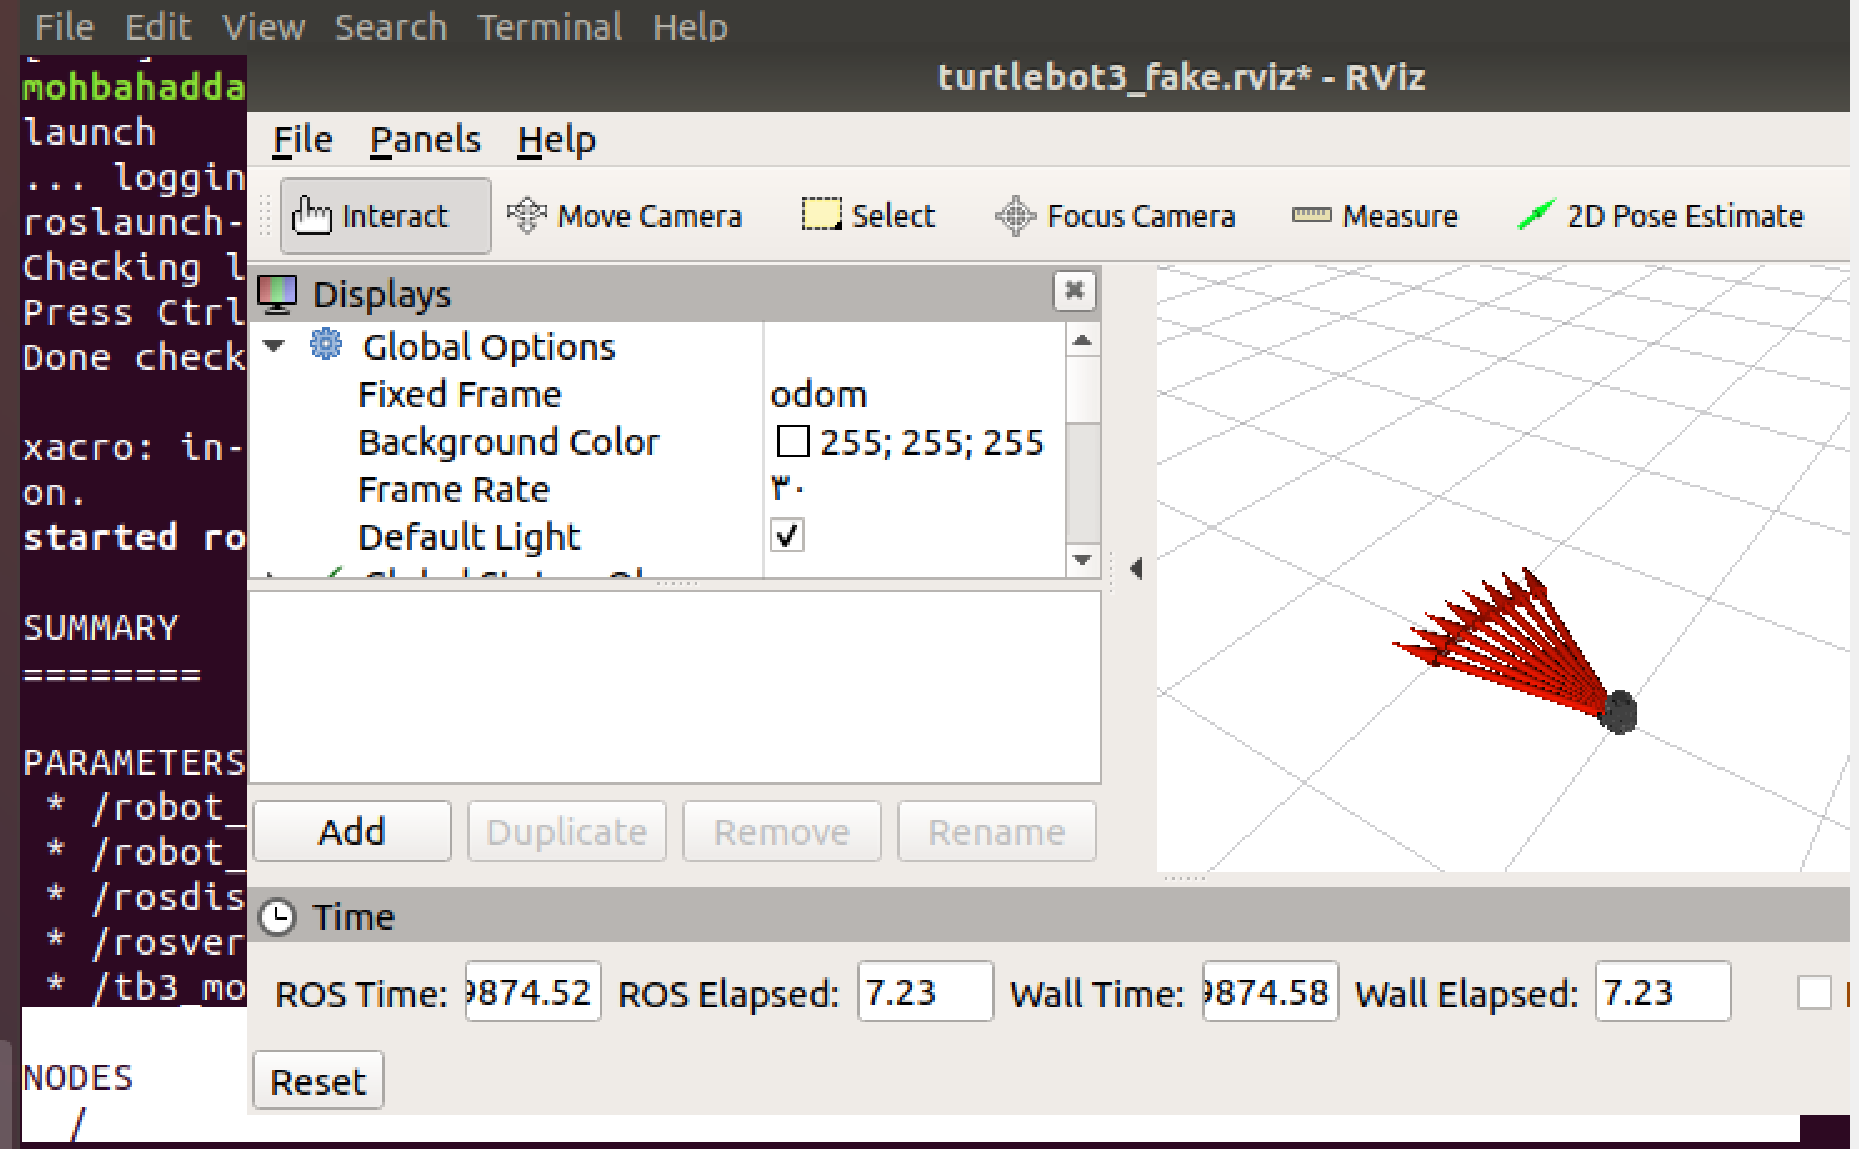 File Edit View Search Terminal Help
turtlebot3_fake.rviz* - RViz
mohbahadda
launch
... loggin
roslaunch-
Checking l
Press Ctrl
Done check
xacro: in-
on.
started ro
SUMMARY
========
PARAMETERS
* /robot_
* /robot_
* /rosdis
* /rosver
* /tb3_mo
NODES
/
File Panels Help
Interact Move Camera Select Focus Camera Measure 2D Pose Estimate
Displays
Global Options
Fixed Frame odom
Background Color 255; 255; 255
Frame Rate ۳۰
Default Light
Add Duplicate Remove Rename
Time
ROS Time: 9874.52 ROS Elapsed: 7.23 Wall Time: 9874.58 Wall Elapsed: 7.23
Reset